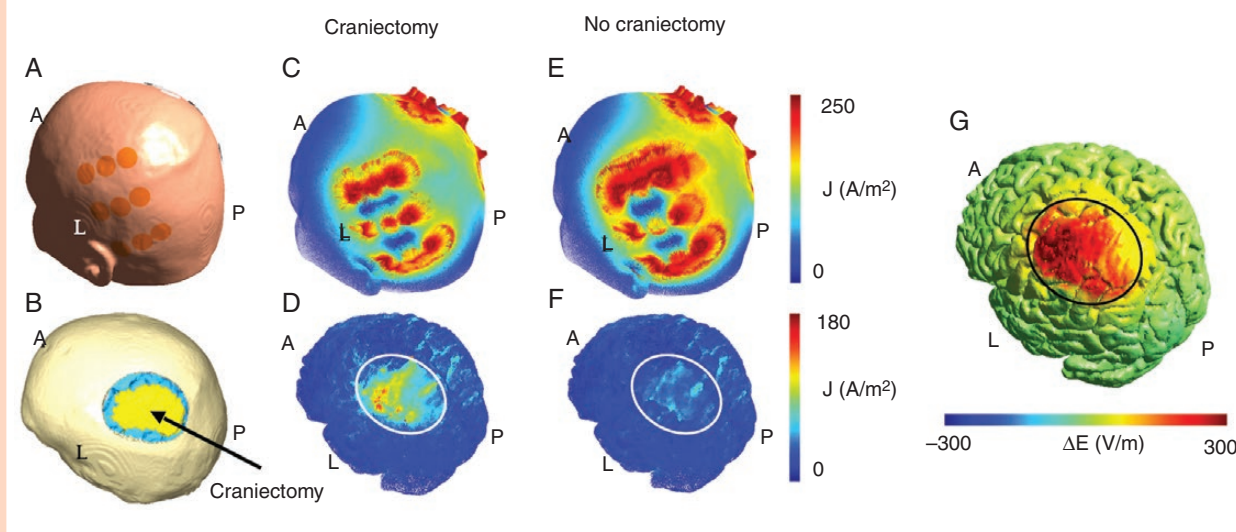 Craniectomy
No craniectomy
A
A
L
P
B
A
L
P
Craniectomy
C
A
L
P
D
A
L
P
E
A
L
P
F
A
L
P
250
J (A/m²)
0
180
J (A/m²)
0
G
A
L
P
–300
ΔE (V/m)
300